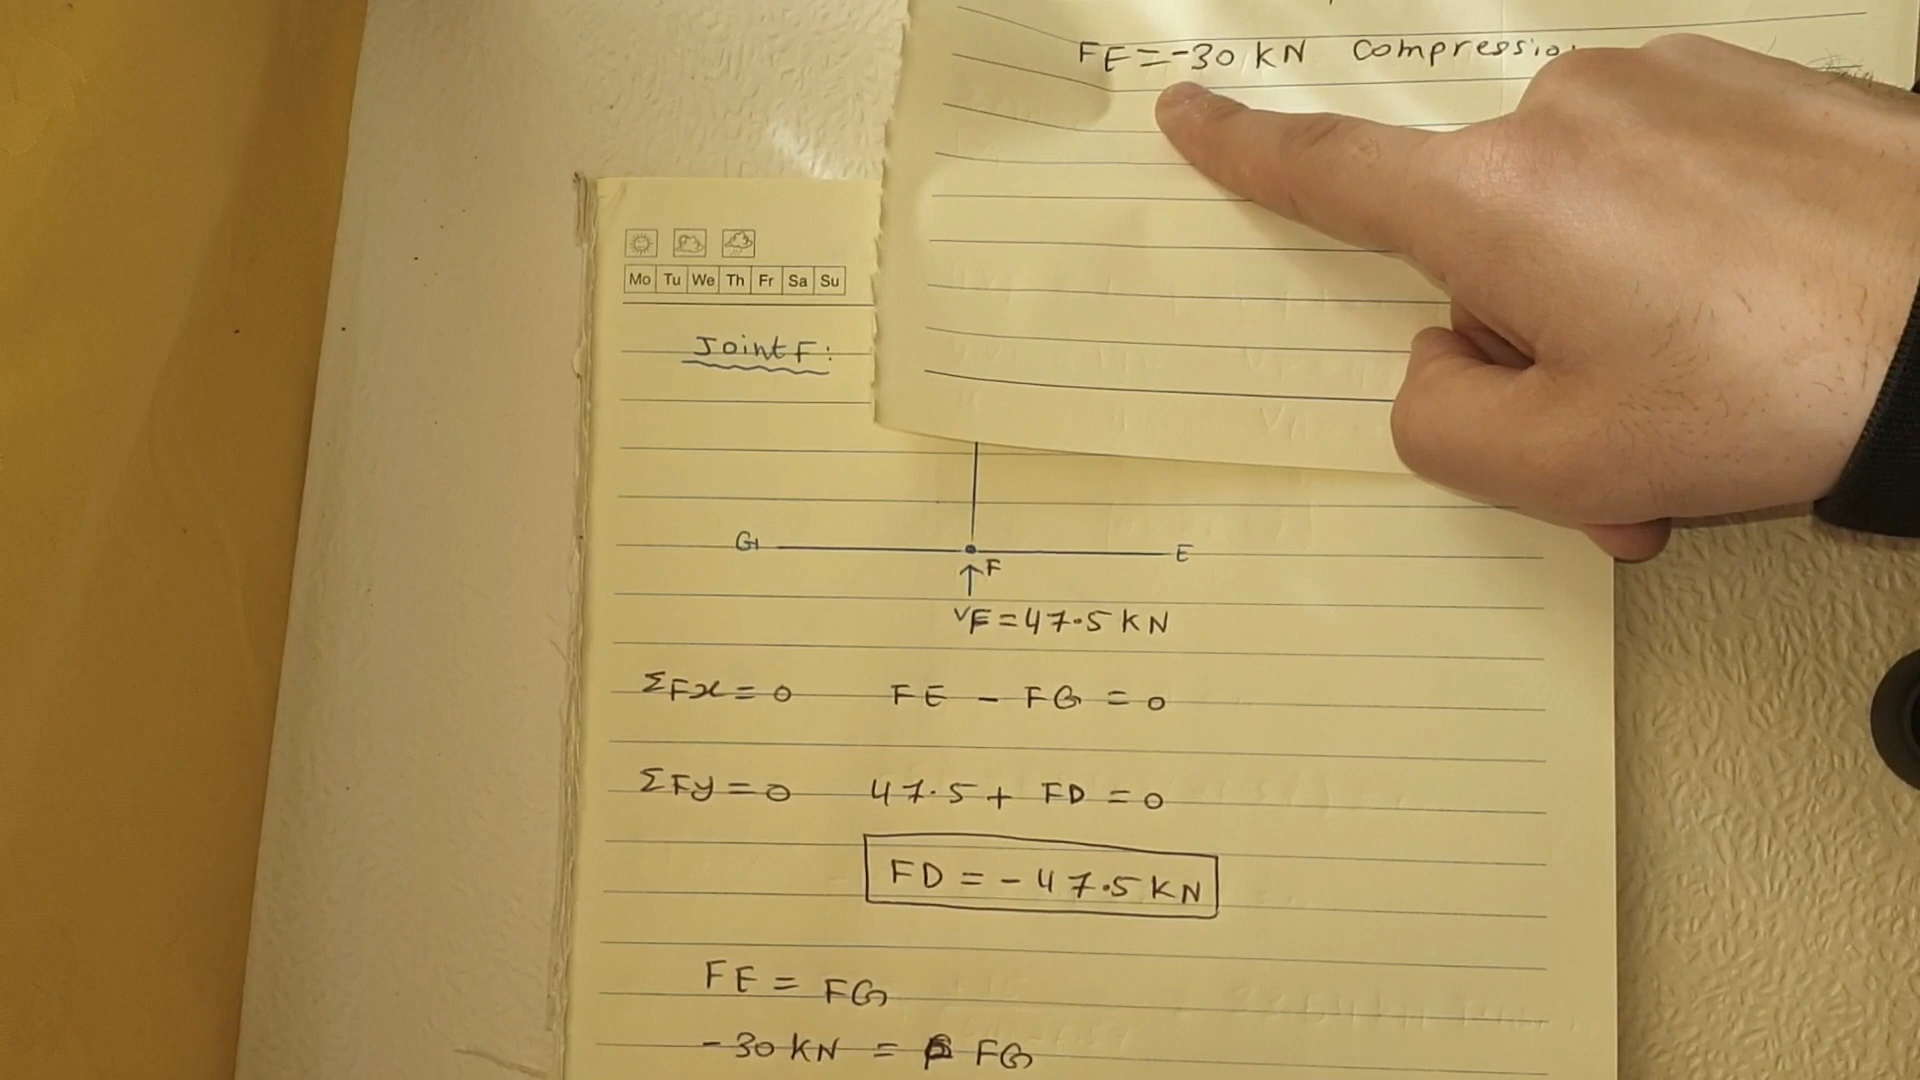 FE = -30 KN compressio
Mo Tu We Th Fr Sa Su
Joint F:
G E
F
VF = 47.5 KN
ΣFx = 0 FE - FG = 0
ΣFy = 0 47.5 + FD = 0
FD = - 47.5 KN
FE = FG
-30 KN = FG